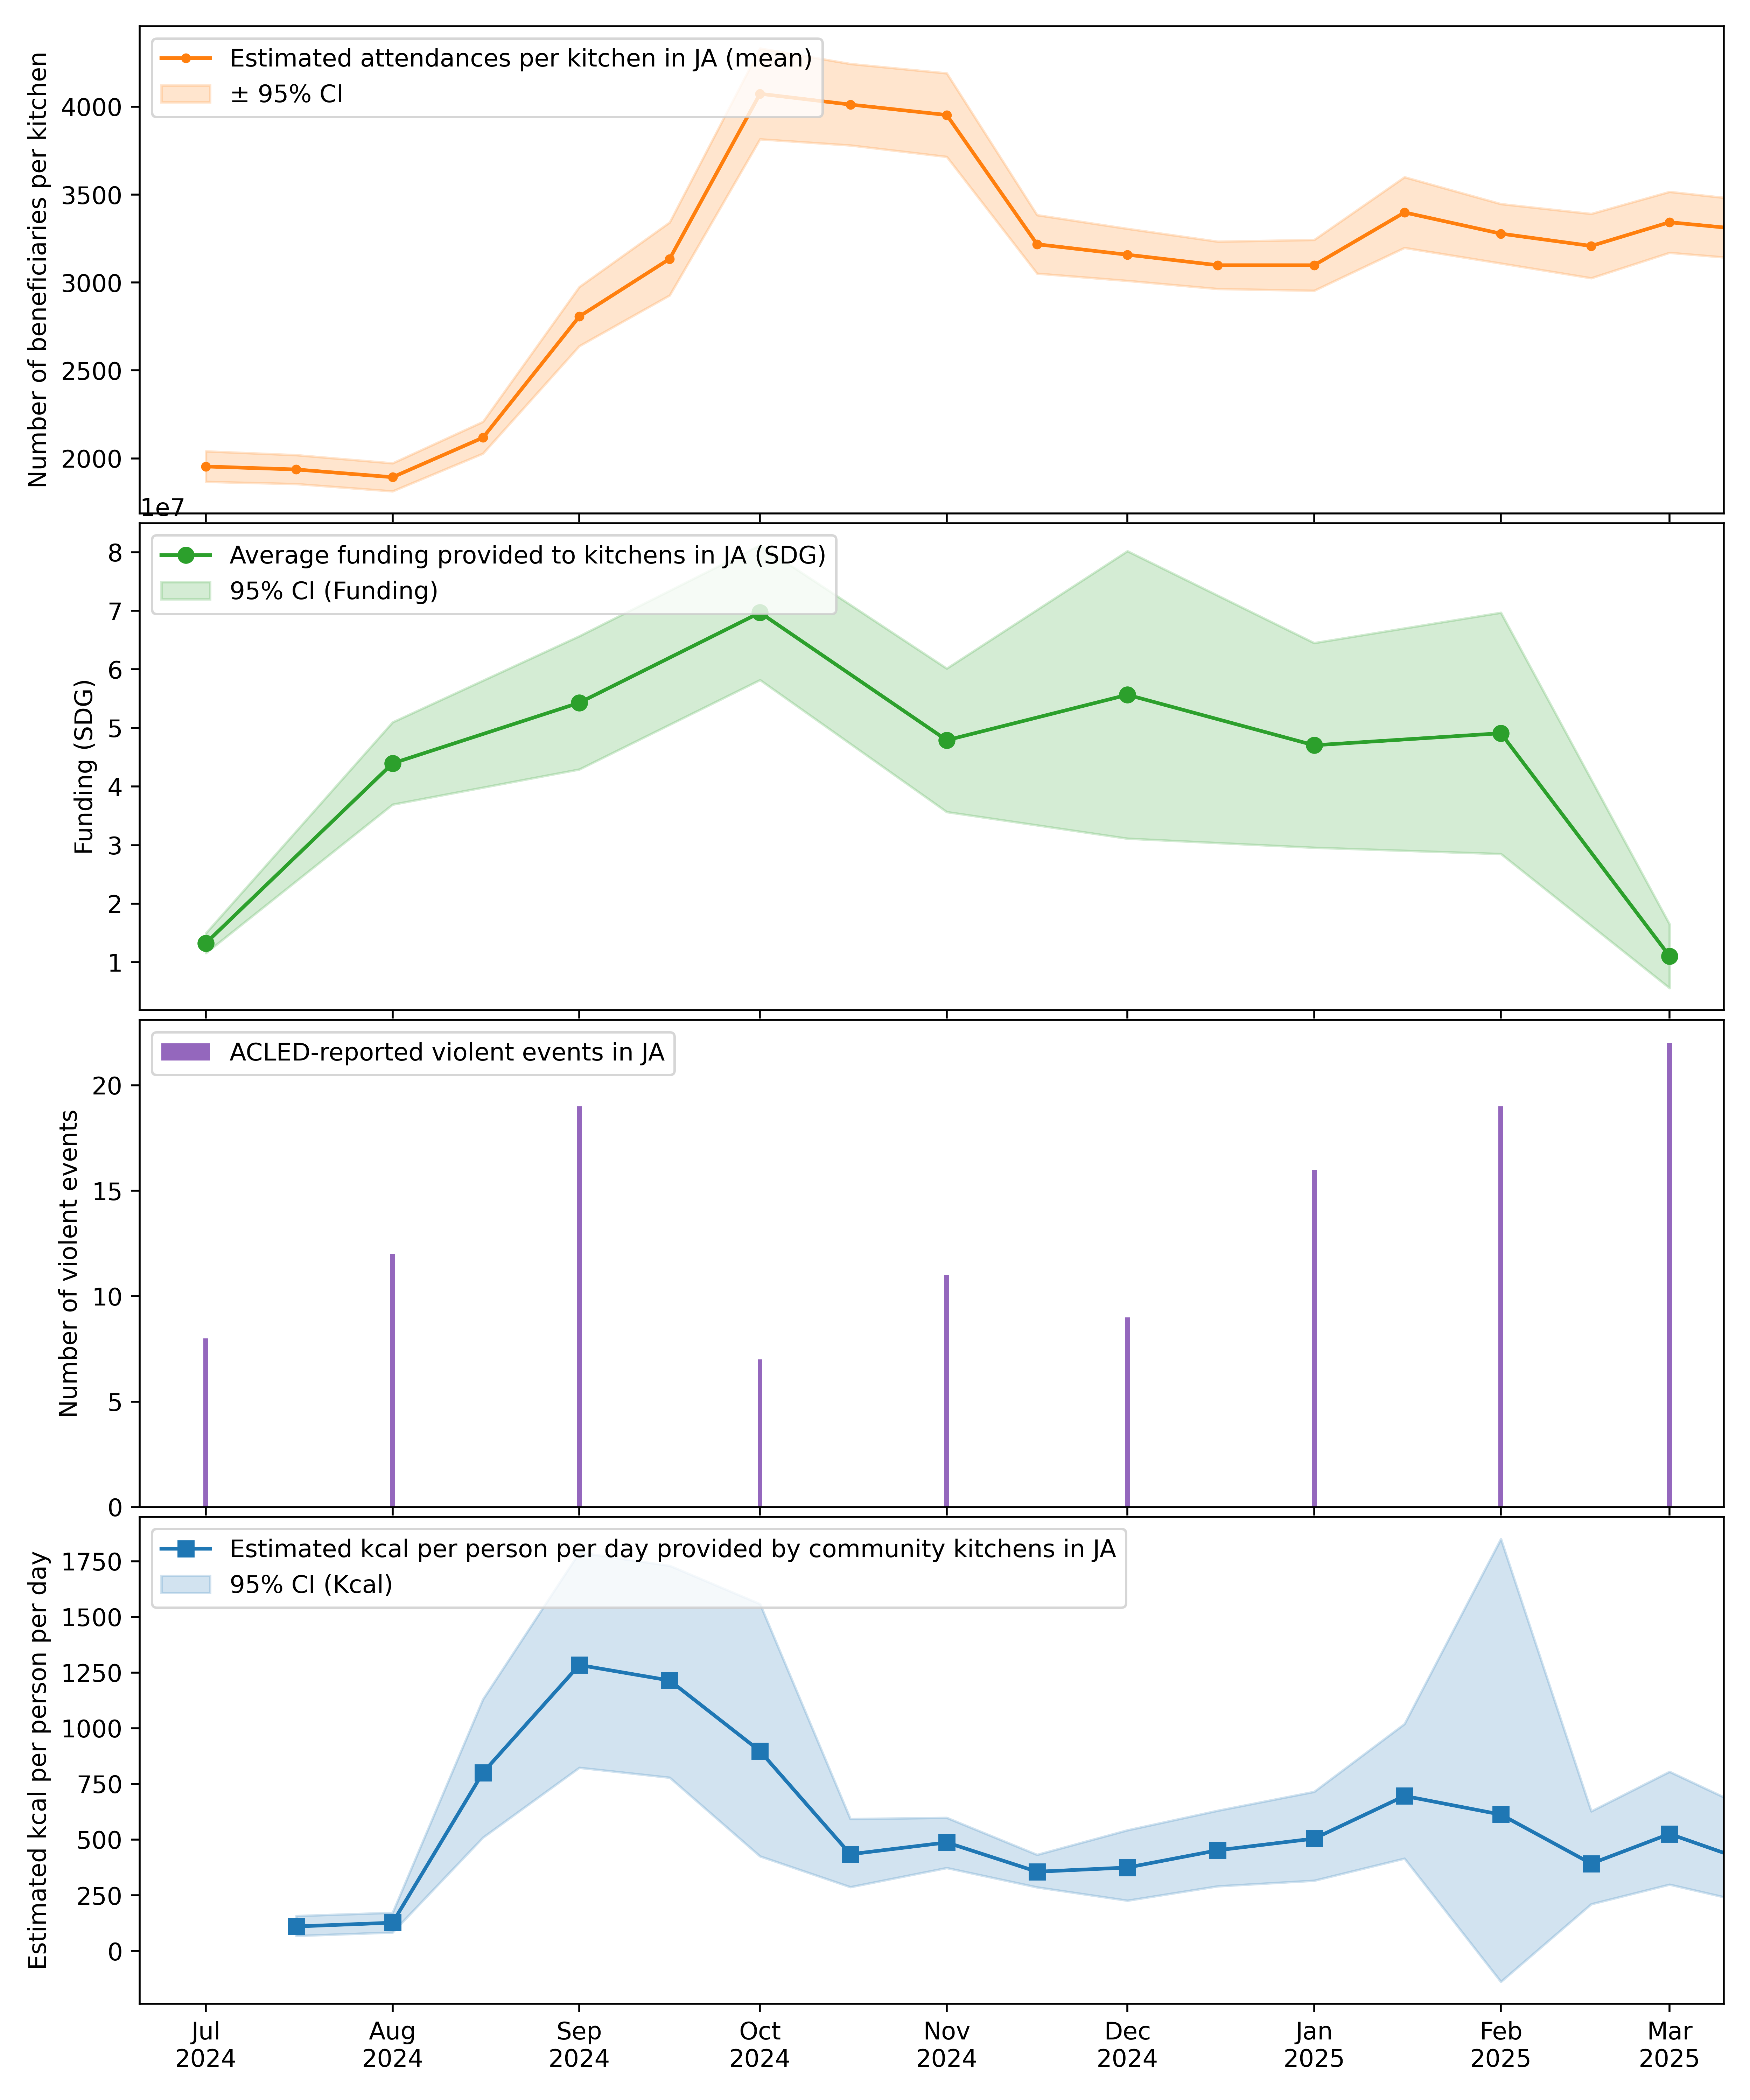 Number of beneficiaries per kitchen
Estimated attendances per kitchen in JA (mean)
± 95% CI
4000
3500
3000
2500
2000
1e7
Funding (SDG)
Average funding provided to kitchens in JA (SDG)
95% CI (Funding)
8
7
6
5
4
3
2
1
Number of violent events
ACLED-reported violent events in JA
20
15
10
5
0
Estimated kcal per person per day
Estimated kcal per person per day provided by community kitchens in JA
95% CI (Kcal)
1750
1500
1250
1000
750
500
250
0
Jul Aug Sep Oct Nov Dec Jan Feb Mar
2024 2024 2024 2024 2024 2024 2025 2025 2025